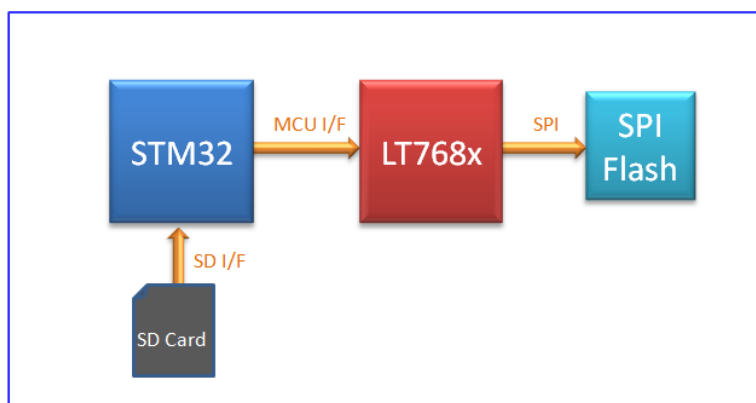 STM32
MCU I/F
LT768x
SPI
SPI
Flash
SD I/F
SD Card